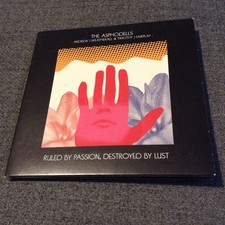 THE ASPHODELLS
ANDREW J WEATHERALL & TIMOTHY J FAIRPLAY
RULED BY PASSION, DESTROYED BY LUST